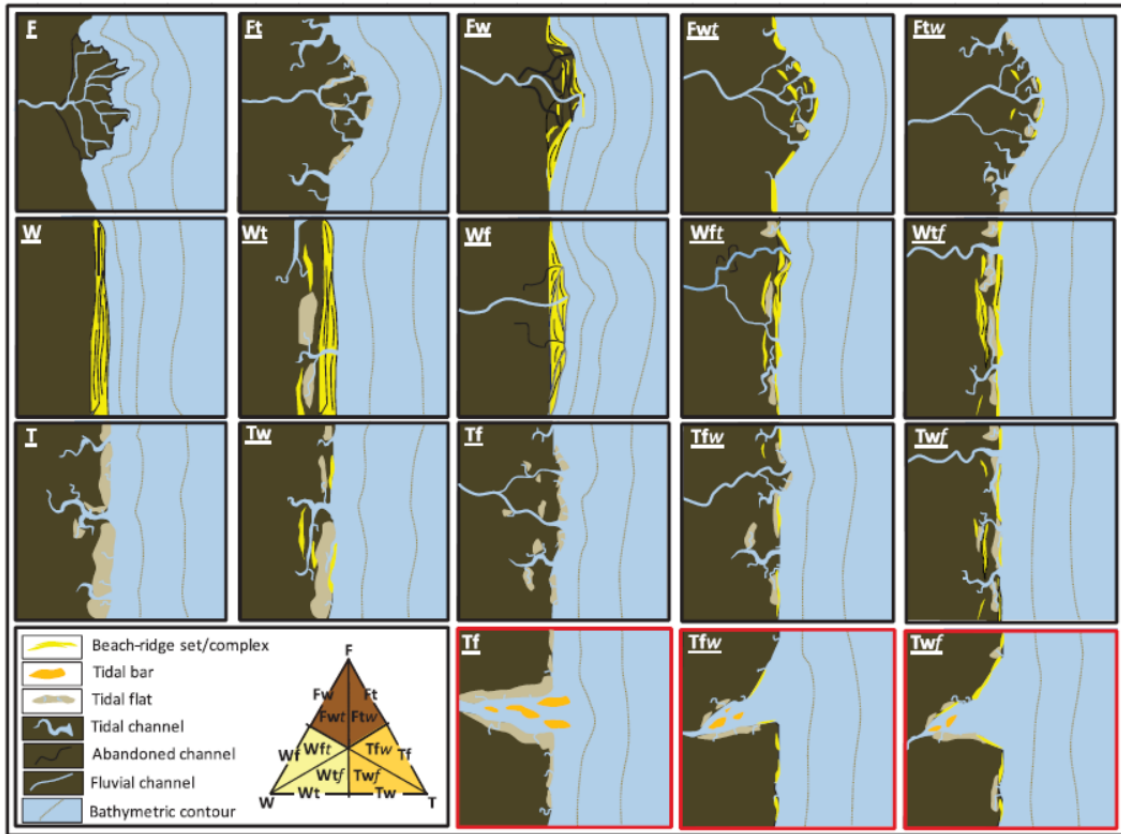 F
Ft
Fw
Fwt
Ftw
W
Wt
Wf
Wft
Wtf
T
Tw
Tf
Tfw
Twf
Beach-ridge set/complex
Tidal bar
Tidal flat
Tidal channel
Abandoned channel
Fluvial channel
Bathymetric contour
F
Fw Ft
Fwt Ftw
Wf Wft Tfw Tf
Wtf Twf
W Wt Tw T
Tf
Tfw
Twf